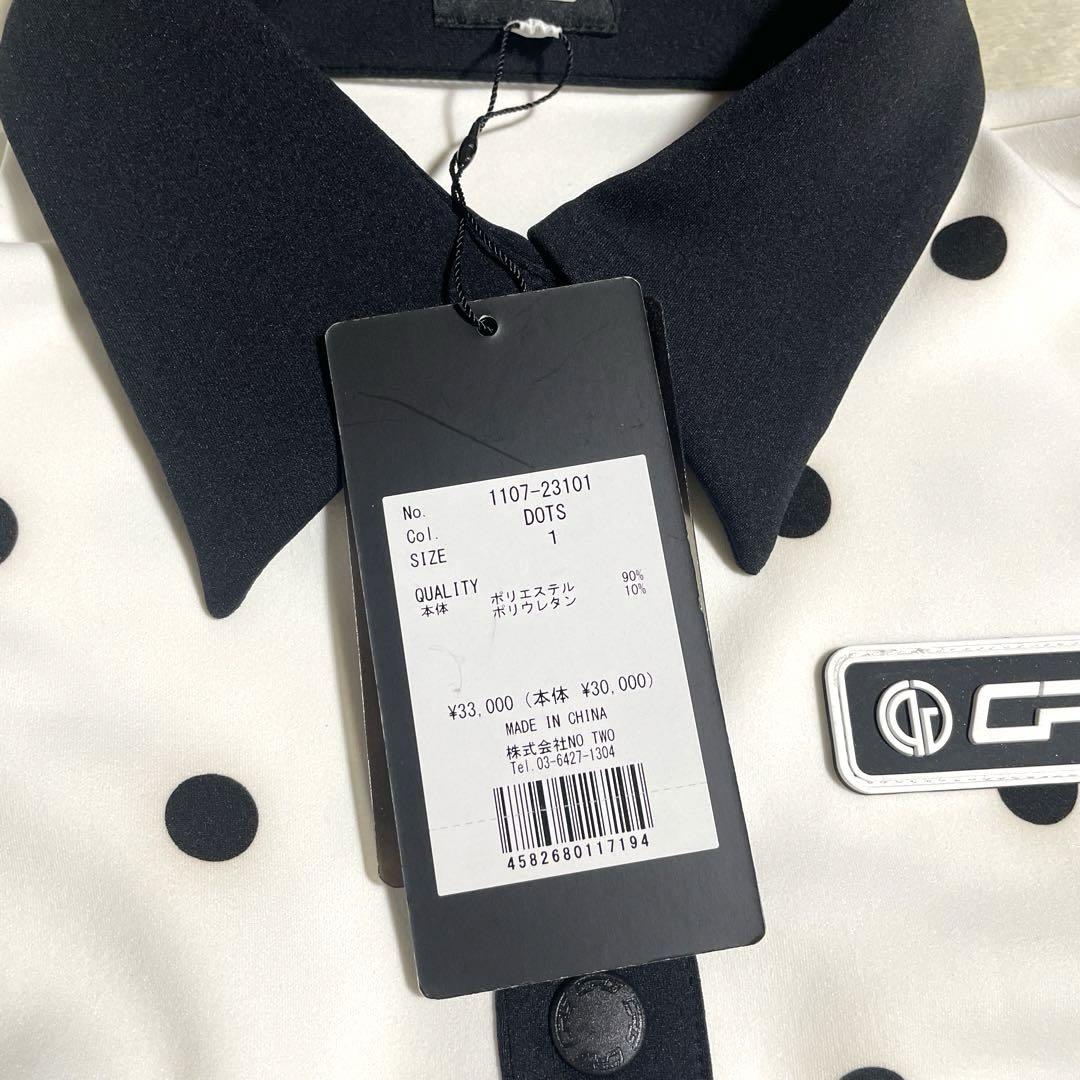 No. 1107-23101
Col. DOTS
SIZE 1
QUALITY
本体 ポリエステル 90%
ポリウレタン 10%
¥33,000 (本体 ¥30,000)
MADE IN CHINA
株式会社NO TWO
Tel.03-6427-1304
4582680117194